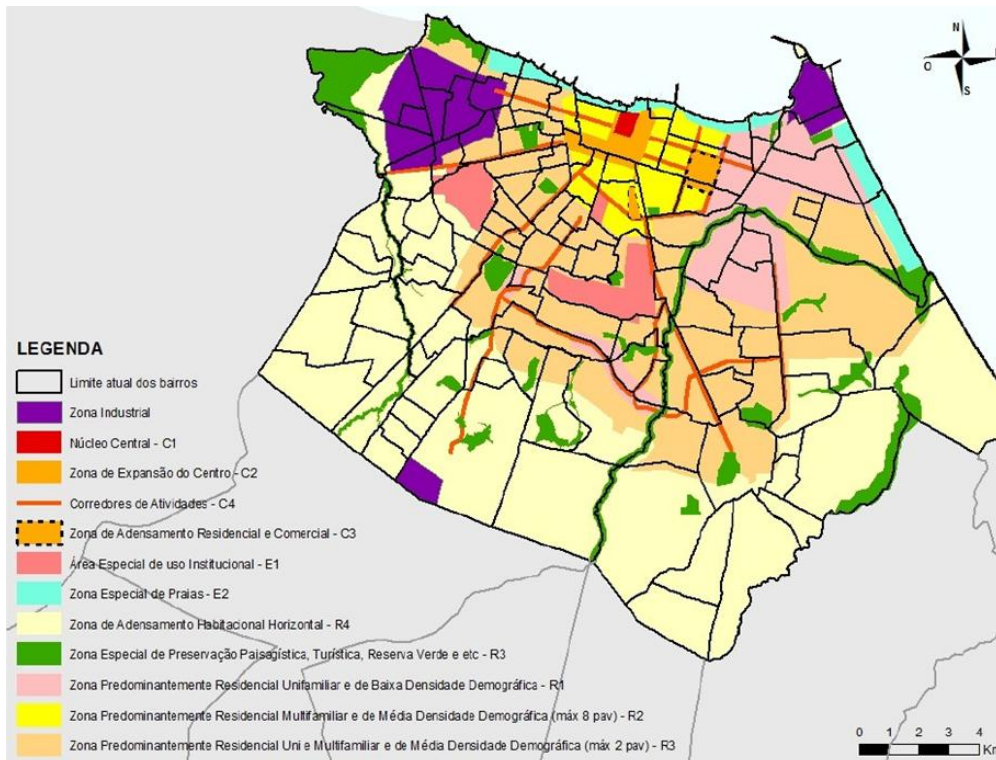 N
O
S
LEGENDA
Limite atual dos bairros
Zona Industrial
Núcleo Central - C1
Zona de Expansão do Centro - C2
Corredores de Atividades - C4
Zona de Adensamento Residencial e Comercial - C3
Área Especial de uso Institucional - E1
Zona Especial de Praias - E2
Zona de Adensamento Habitacional Horizontal - R4
Zona Especial de Preservação Paisagística, Turística, Reserva Verde e etc - R3
Zona Predominantemente Residencial Unifamiliar e de Baixa Densidade Demográfica - R1
Zona Predominantemente Residencial Multifamiliar e de Média Densidade Demográfica (máx 8 pav) - R2
Zona Predominantemente Residencial Uni e Multifamiliar e de Média Densidade Demográfica (máx 2 pav) - R3
0 1 2 3 4